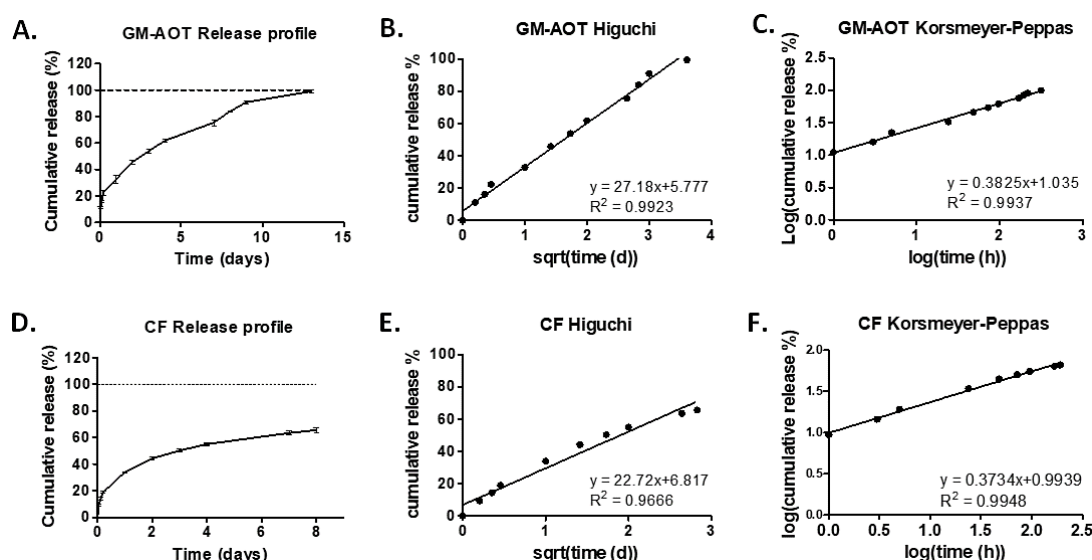 A.
GM-AOT Release profile
Cumulative release (%)
120
100
80
60
40
20
0
0
5
10
15
Time (days)
B.
GM-AOT Higuchi
cumulative release %
100
80
60
40
20
0
0
1
2
3
4
y = 27.18x+5.777
R² = 0.9923
sqrt(time (d))
C.
GM-AOT Korsmeyer-Peppas
Log(cumulative release %)
2.5
2.0
1.5
1.0
0.5
0.0
0
1
2
3
y = 0.3825x+1.035
R² = 0.9937
log(time (h))
D.
CF Release profile
Cumulative release (%)
120
100
80
60
40
20
0
0
2
4
6
8
Time (days)
E.
CF Higuchi
cumulative release %
100
80
60
40
20
0
0
1
2
3
y = 22.72x+6.817
R² = 0.9666
sqrt(time (d))
F.
CF Korsmeyer-Peppas
log(cumulative release %)
2.0
1.5
1.0
0.5
0.0
0.0
0.5
1.0
1.5
2.0
2.5
y = 0.3734x+0.9939
R² = 0.9948
log(time (h))